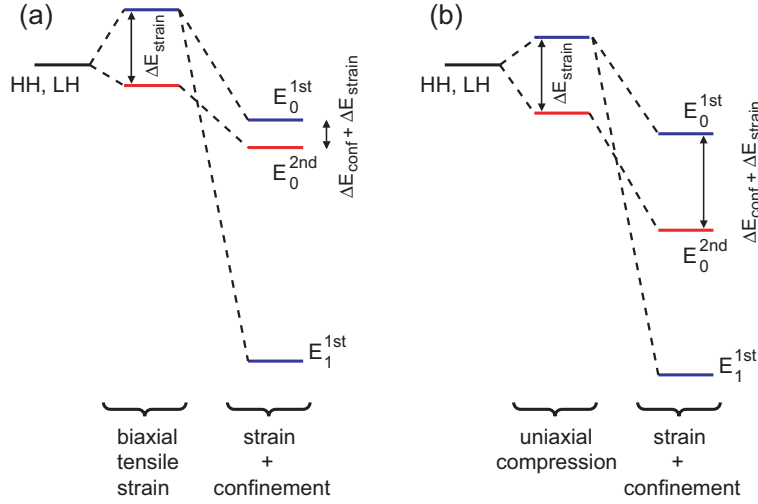 (a)
HH, LH
ΔE_strain
E_0^1st
E_0^2nd
ΔE_conf + ΔE_strain
E_1^1st
biaxial
tensile
strain
strain
+
confinement
(b)
HH, LH
ΔE_strain
E_0^1st
E_0^2nd
ΔE_conf + ΔE_strain
E_1^1st
uniaxial
compression
strain
+
confinement